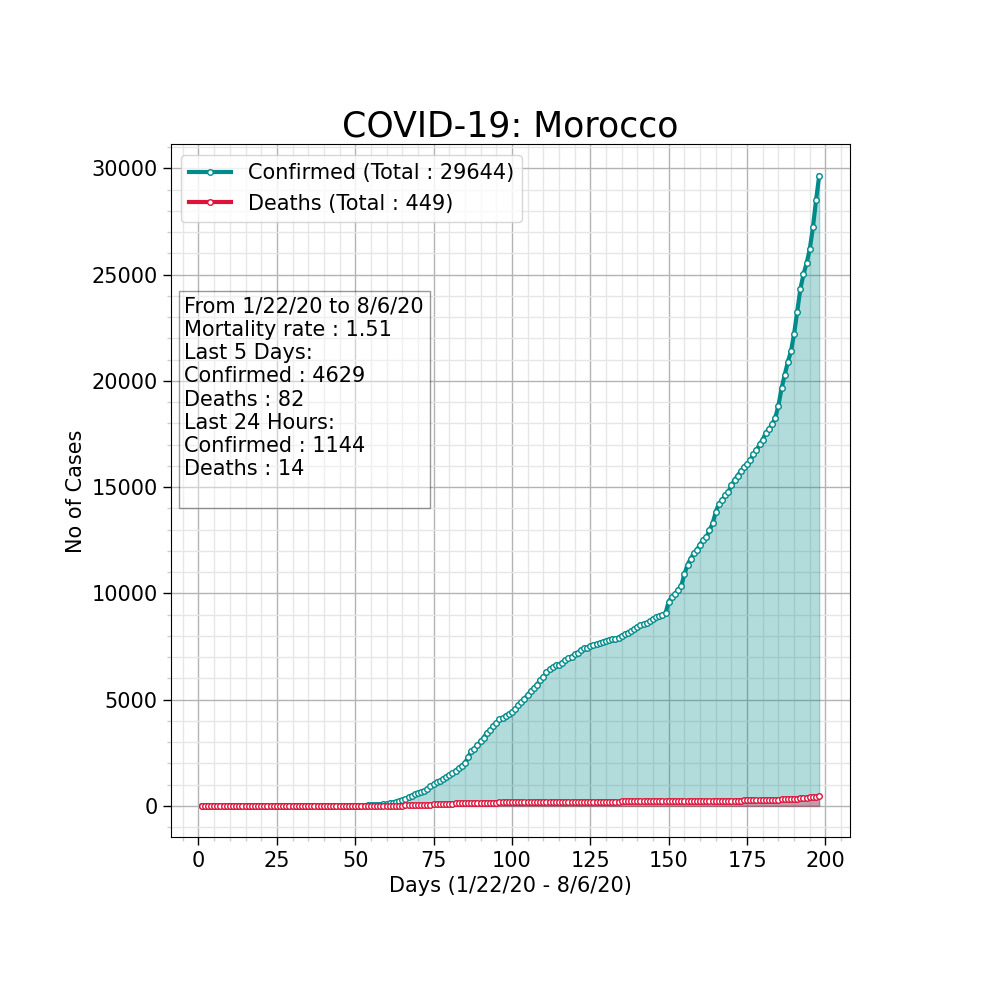 COVID-19: Morocco
Confirmed (Total : 29644)
Deaths (Total : 449)
From 1/22/20 to 8/6/20
Mortality rate : 1.51
Last 5 Days:
Confirmed : 4629
Deaths : 82
Last 24 Hours:
Confirmed : 1144
Deaths : 14
No of Cases
30000
25000
20000
15000
10000
5000
0
0 25 50 75 100 125 150 175 200
Days (1/22/20 - 8/6/20)